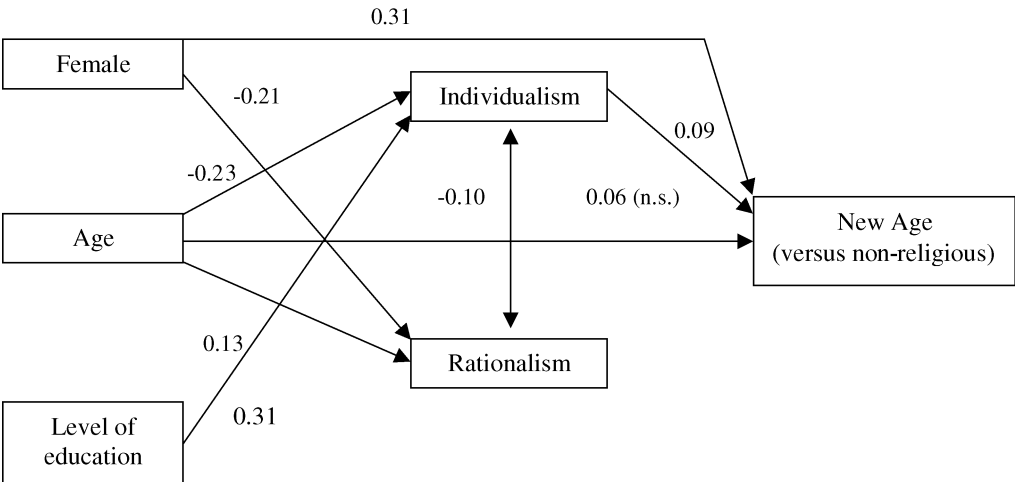 0.31
Female
-0.21
Individualism
0.09
-0.23
-0.10
0.06 (n.s.)
Age
New Age
(versus non-religious)
0.13
Rationalism
0.31
Level of
education